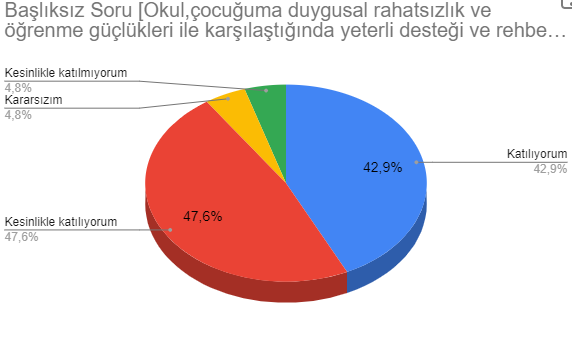 Başlıksız Soru [Okul,çocuğuma duygusal rahatsızlık ve
öğrenme güçlükleri ile karşılaştığında yeterli desteği ve rehbe…
Kesinlikle katılmıyorum
4,8%
Kararsızım
4,8%
Katılıyorum
42,9%
42,9%
47,6%
Kesinlikle katılıyorum
47,6%